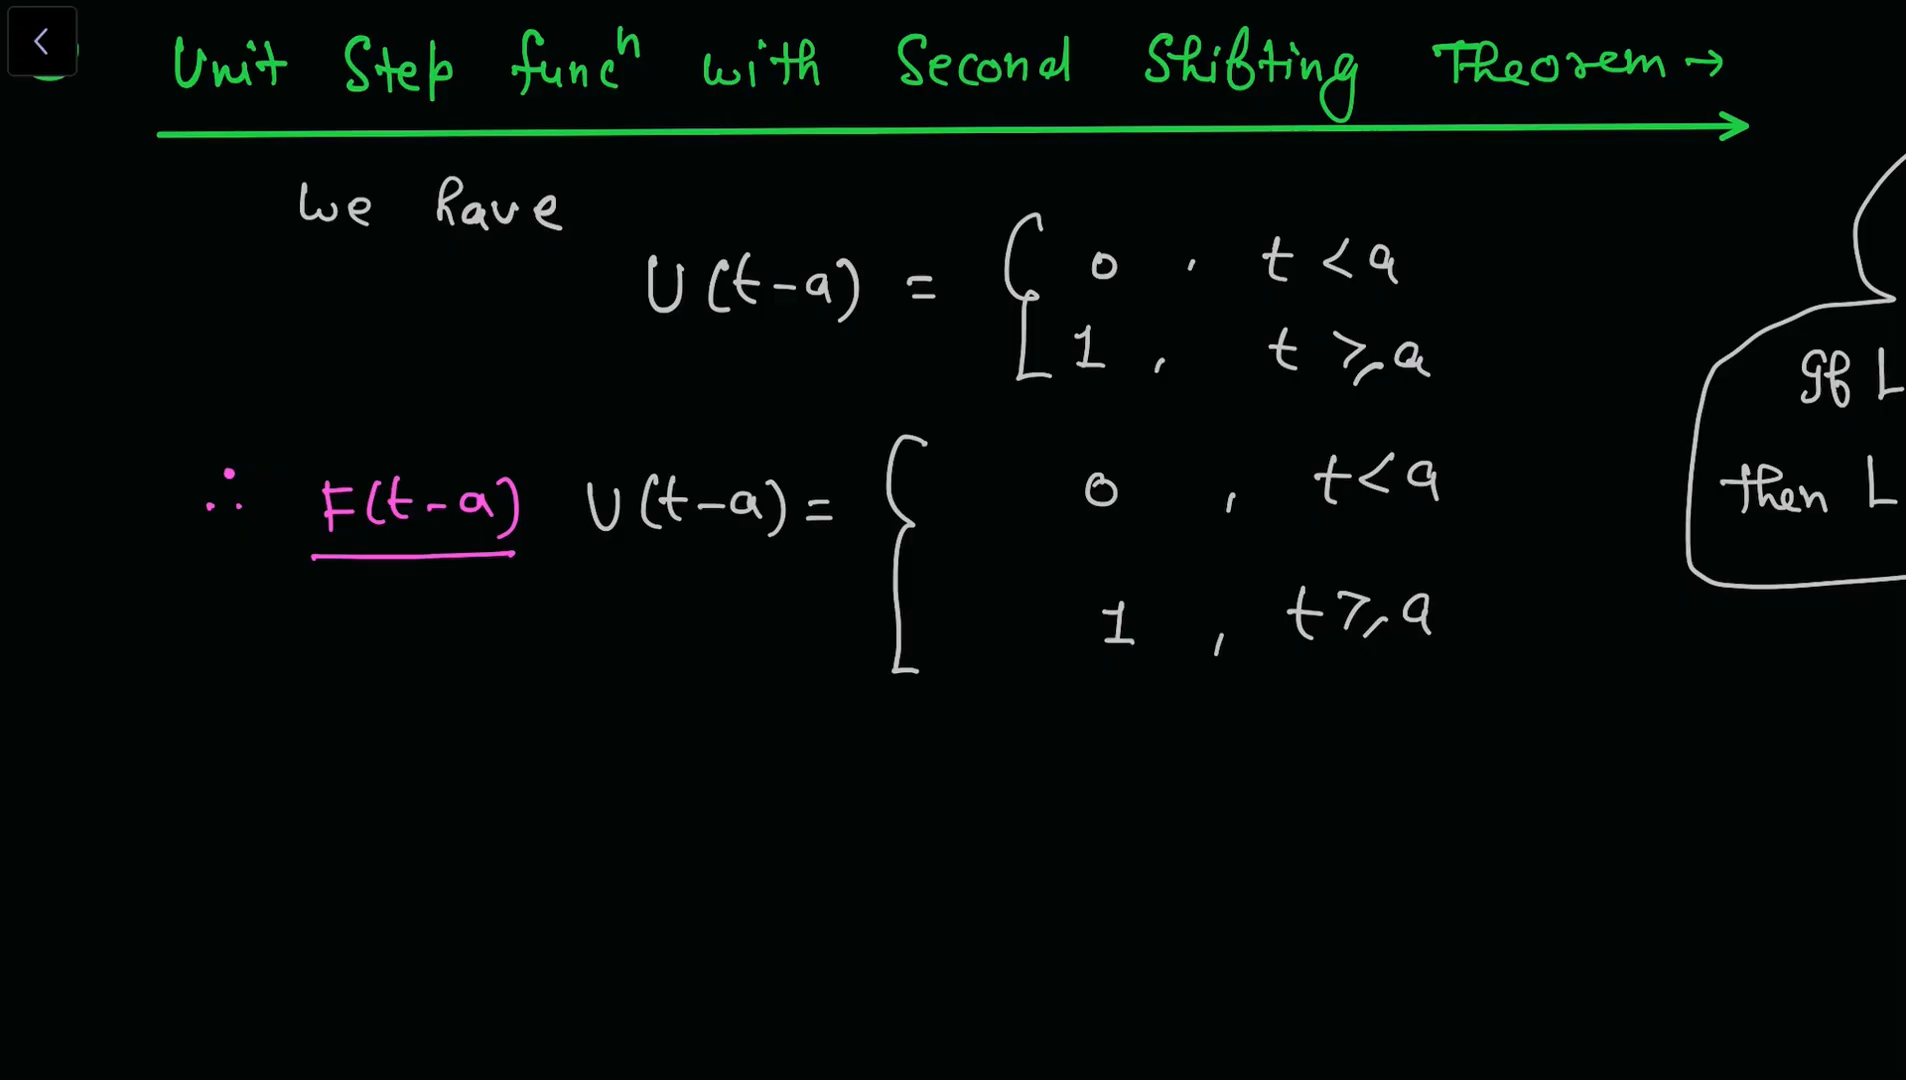 Unit Step funcⁿ with Second Shifting Theorem →
we have
U(t-a) = { 0 , t < a
1 , t ≥ a
∴ F(t-a) U(t-a) = { 0 , t < a
1 , t ≥ a
If L
then L